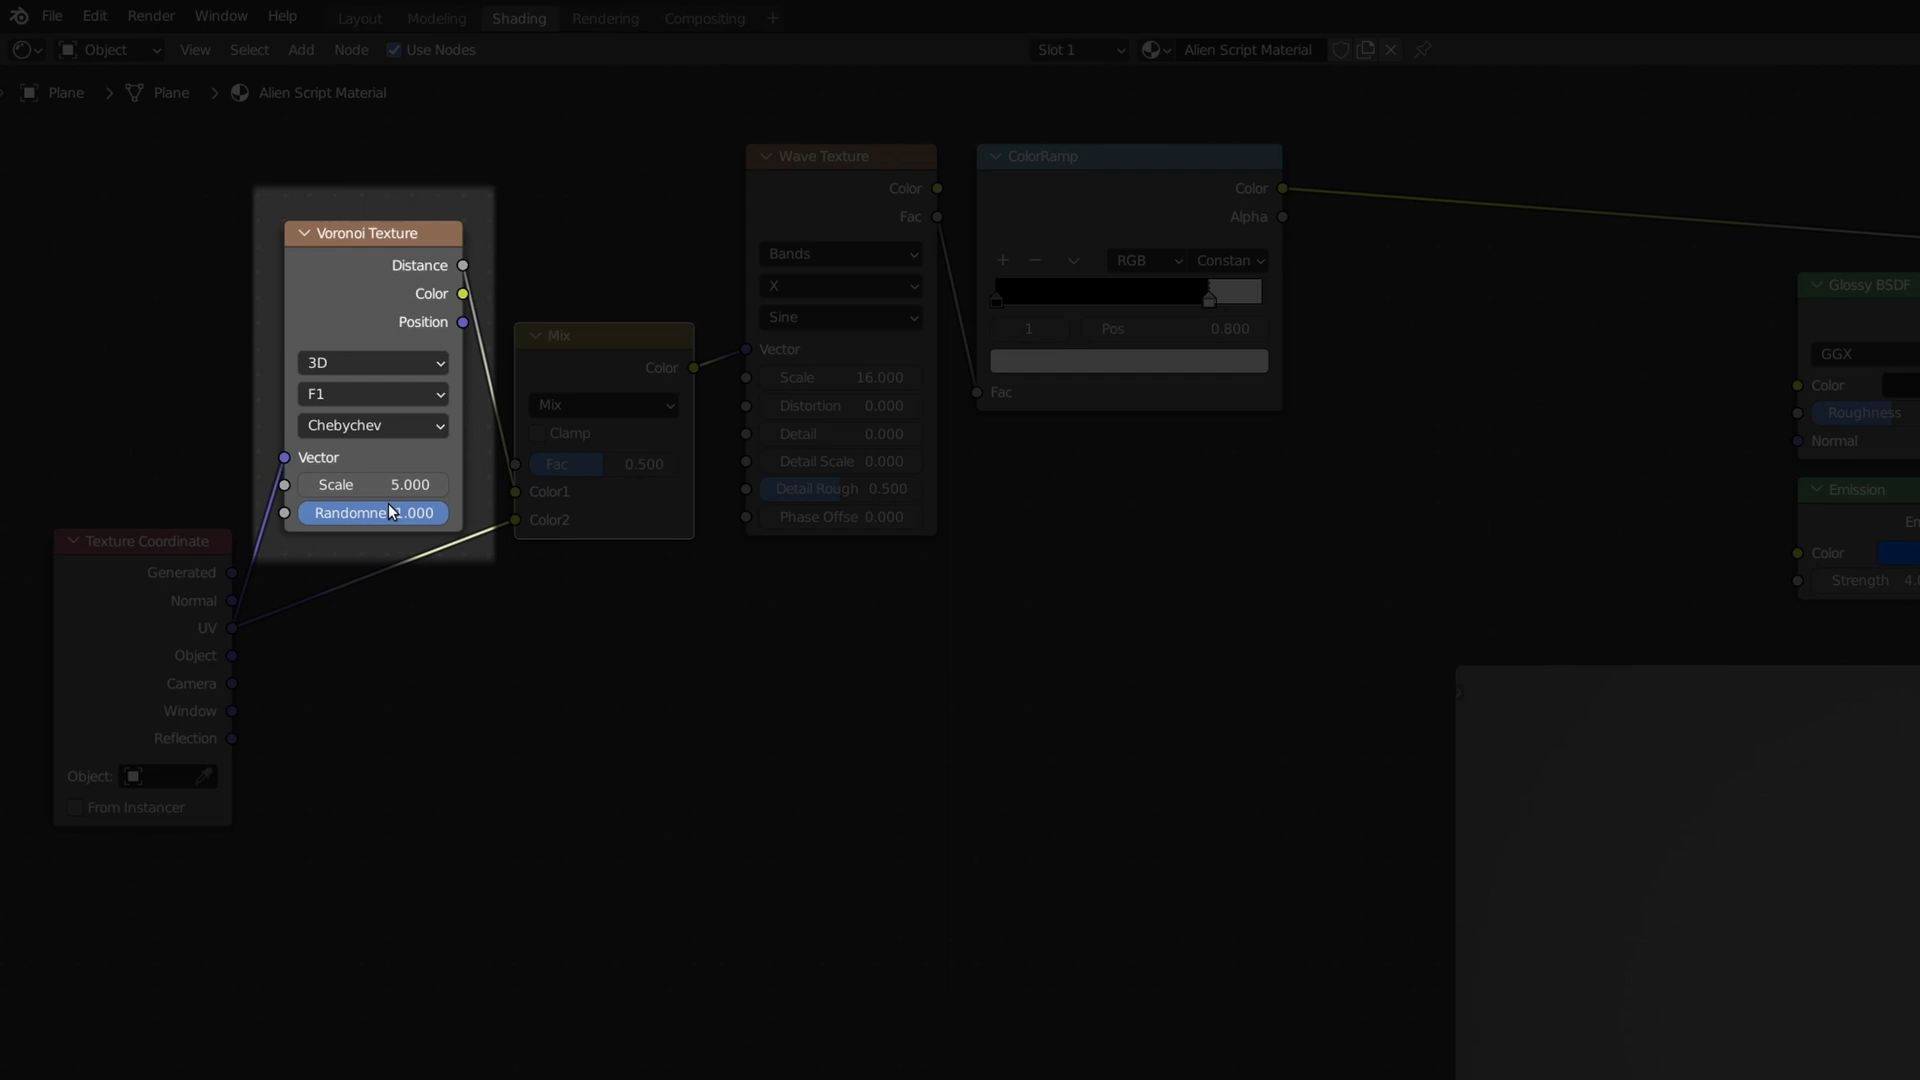 File Edit Render Window Help Layout Modeling Shading Rendering Compositing +
Object View Select Add Node Use Nodes Slot 1 Alien Script Material
Plane > Plane > Alien Script Material
Voronoi Texture
Distance
Color
Position
3D
F1
Chebychev
Vector
Scale 5.000
Randomne 1.000
Texture Coordinate
Generated
Normal
UV
Object
Camera
Window
Reflection
Object:
From Instancer
Mix
Color
Mix
Clamp
Fac 0.500
Color1
Color2
Wave Texture
Color
Fac
Bands
X
Sine
Vector
Scale 16.000
Distortion 0.000
Detail 0.000
Detail Scale 0.000
Detail Rough 0.500
Phase Offse 0.000
ColorRamp
Color
Alpha
RGB Constan
1 Pos 0.800
Fac
Glossy BSDF
GGX
Color
Roughness
Normal
Emission
Color
Strength